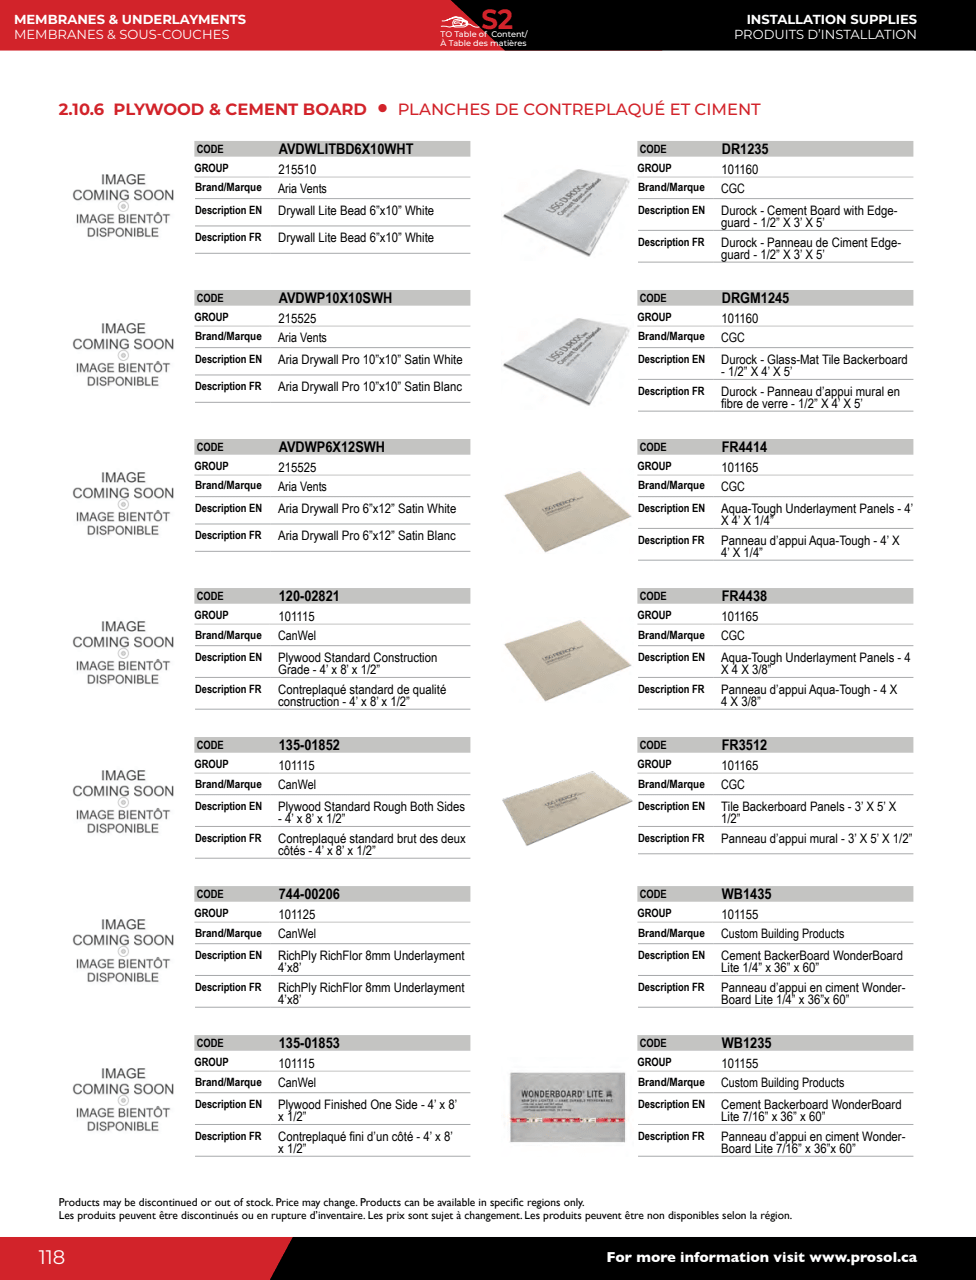 MEMBRANES & UNDERLAYMENTS
MEMBRANES & SOUS-COUCHES
S2
TO Table of Content/
À Table des matières
INSTALLATION SUPPLIES
PRODUITS D'INSTALLATION
2.10.6 PLYWOOD & CEMENT BOARD • PLANCHES DE CONTREPLAQUÉ ET CIMENT
IMAGE
COMING SOON
IMAGE BIENTÔT
DISPONIBLE
CODE AVDWLITBD6X10WHT
GROUP 215510
Brand/Marque Aria Vents
Description EN Drywall Lite Bead 6"x10" White
Description FR Drywall Lite Bead 6"x10" White
IMAGE
COMING SOON
IMAGE BIENTÔT
DISPONIBLE
CODE AVDWP10X10SWH
GROUP 215525
Brand/Marque Aria Vents
Description EN Aria Drywall Pro 10"x10" Satin White
Description FR Aria Drywall Pro 10"x10" Satin Blanc
IMAGE
COMING SOON
IMAGE BIENTÔT
DISPONIBLE
CODE AVDWP6X12SWH
GROUP 215525
Brand/Marque Aria Vents
Description EN Aria Drywall Pro 6"x12" Satin White
Description FR Aria Drywall Pro 6"x12" Satin Blanc
IMAGE
COMING SOON
IMAGE BIENTÔT
DISPONIBLE
CODE 120-02821
GROUP 101115
Brand/Marque CanWel
Description EN Plywood Standard Construction
Grade - 4' x 8' x 1/2"
Description FR Contreplaqué standard de qualité
construction - 4' x 8' x 1/2"
IMAGE
COMING SOON
IMAGE BIENTÔT
DISPONIBLE
CODE 135-01852
GROUP 101115
Brand/Marque CanWel
Description EN Plywood Standard Rough Both Sides
- 4' x 8' x 1/2"
Description FR Contreplaqué standard brut des deux
côtés - 4' x 8' x 1/2"
IMAGE
COMING SOON
IMAGE BIENTÔT
DISPONIBLE
CODE 744-00206
GROUP 101125
Brand/Marque CanWel
Description EN RichPly RichFlor 8mm Underlayment
4'x8'
Description FR RichPly RichFlor 8mm Underlayment
4'x8'
IMAGE
COMING SOON
IMAGE BIENTÔT
DISPONIBLE
CODE 135-01853
GROUP 101115
Brand/Marque CanWel
Description EN Plywood Finished One Side - 4' x 8'
x 1/2"
Description FR Contreplaqué fini d'un côté - 4' x 8'
x 1/2"
USG DUROCK
Cement Board
CODE DR1235
GROUP 101160
Brand/Marque CGC
Description EN Durock - Cement Board with Edge-
guard - 1/2" X 3' X 5'
Description FR Durock - Panneau de Ciment Edge-
guard - 1/2" X 3' X 5'
USG DUROCK
Cement Board
CODE DRGM1245
GROUP 101160
Brand/Marque CGC
Description EN Durock - Glass-Mat Tile Backerboard
- 1/2" X 4' X 5'
Description FR Durock - Panneau d'appui mural en
fibre de verre - 1/2" X 4' X 5'
USG FIBEROCK
CODE FR4414
GROUP 101165
Brand/Marque CGC
Description EN Aqua-Tough Underlayment Panels - 4'
X 4' X 1/4"
Description FR Panneau d'appui Aqua-Tough - 4' X
4' X 1/4"
USG FIBEROCK
CODE FR4438
GROUP 101165
Brand/Marque CGC
Description EN Aqua-Tough Underlayment Panels - 4
X 4 X 3/8"
Description FR Panneau d'appui Aqua-Tough - 4 X
4 X 3/8"
USG FIBEROCK
CODE FR3512
GROUP 101165
Brand/Marque CGC
Description EN Tile Backerboard Panels - 3' X 5' X
1/2"
Description FR Panneau d'appui mural - 3' X 5' X 1/2"
CODE WB1435
GROUP 101155
Brand/Marque Custom Building Products
Description EN Cement BackerBoard WonderBoard
Lite 1/4" x 36" x 60"
Description FR Panneau d'appui en ciment Wonder-
Board Lite 1/4" x 36"x 60"
WONDERBOARD® LITE
CODE WB1235
GROUP 101155
Brand/Marque Custom Building Products
Description EN Cement Backerboard WonderBoard
Lite 7/16" x 36" x 60"
Description FR Panneau d'appui en ciment Wonder-
Board Lite 7/16" x 36"x 60"
Products may be discontinued or out of stock. Price may change. Products can be available in specific regions only.
Les produits peuvent être discontinués ou en rupture d'inventaire. Les prix sont sujet à changement. Les produits peuvent être non disponibles selon la région.
118
For more information visit www.prosol.ca